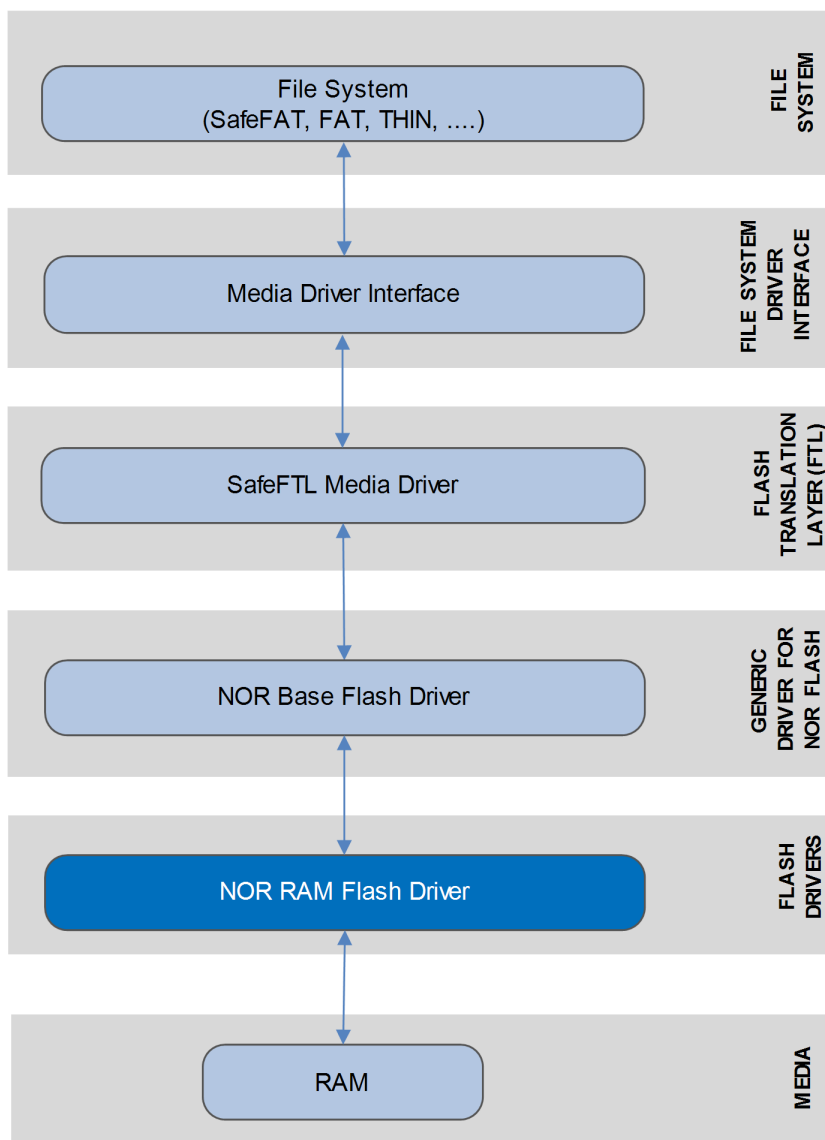 File System
(SafeFAT, FAT, THIN, ....)
FILE
SYSTEM
Media Driver Interface
FILE SYSTEM
DRIVER
INTERFACE
SafeFTL Media Driver
FLASH
TRANSLATION
LAYER (FTL)
NOR Base Flash Driver
GENERIC
DRIVER FOR
NOR FLASH
NOR RAM Flash Driver
FLASH
DRIVERS
RAM
MEDIA